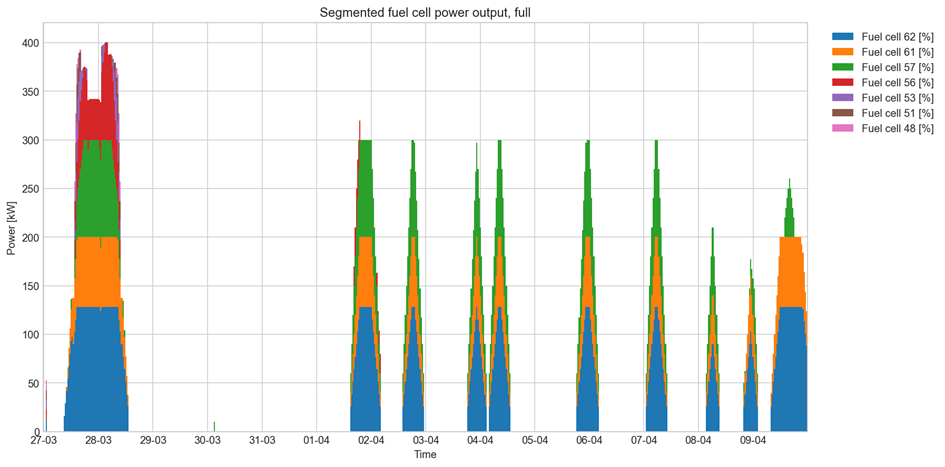 Segmented fuel cell power output, full
400
350
300
250
200
150
100
50
0
Power [kW]
27-03
28-03
29-03
30-03
31-03
01-04
02-04
03-04
04-04
05-04
06-04
07-04
08-04
09-04
Time
Fuel cell 62 [%]
Fuel cell 61 [%]
Fuel cell 57 [%]
Fuel cell 56 [%]
Fuel cell 53 [%]
Fuel cell 51 [%]
Fuel cell 48 [%]